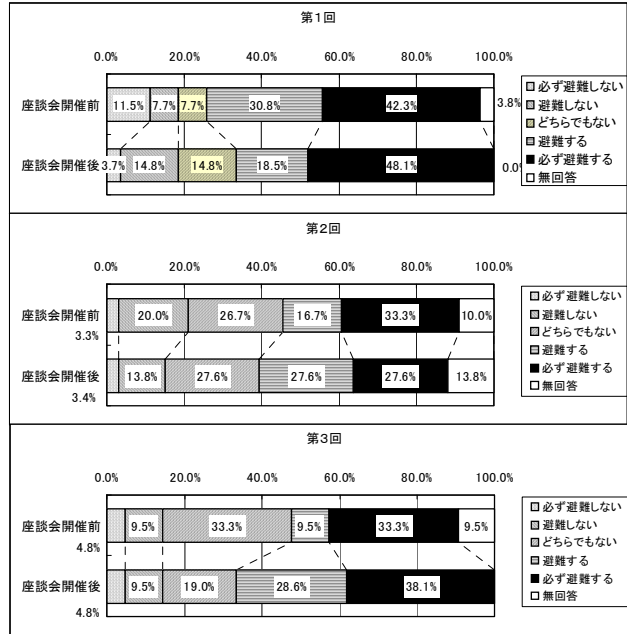 第1回
0.0% 20.0% 40.0% 60.0% 80.0% 100.0%
座談会開催前 11.5% 7.7% 7.7% 30.8% 42.3% 3.8%
座談会開催後 3.7% 14.8% 14.8% 18.5% 48.1% 0.0%
必ず避難しない
避難しない
どちらでもない
避難する
必ず避難する
無回答
第2回
0.0% 20.0% 40.0% 60.0% 80.0% 100.0%
座談会開催前 20.0% 26.7% 16.7% 33.3% 10.0%
3.3%
座談会開催後 13.8% 27.6% 27.6% 27.6% 13.8%
3.4%
必ず避難しない
避難しない
どちらでもない
避難する
必ず避難する
無回答
第3回
0.0% 20.0% 40.0% 60.0% 80.0% 100.0%
座談会開催前 9.5% 33.3% 9.5% 33.3% 9.5%
4.8%
座談会開催後 9.5% 19.0% 28.6% 38.1%
4.8%
必ず避難しない
避難しない
どちらでもない
避難する
必ず避難する
無回答